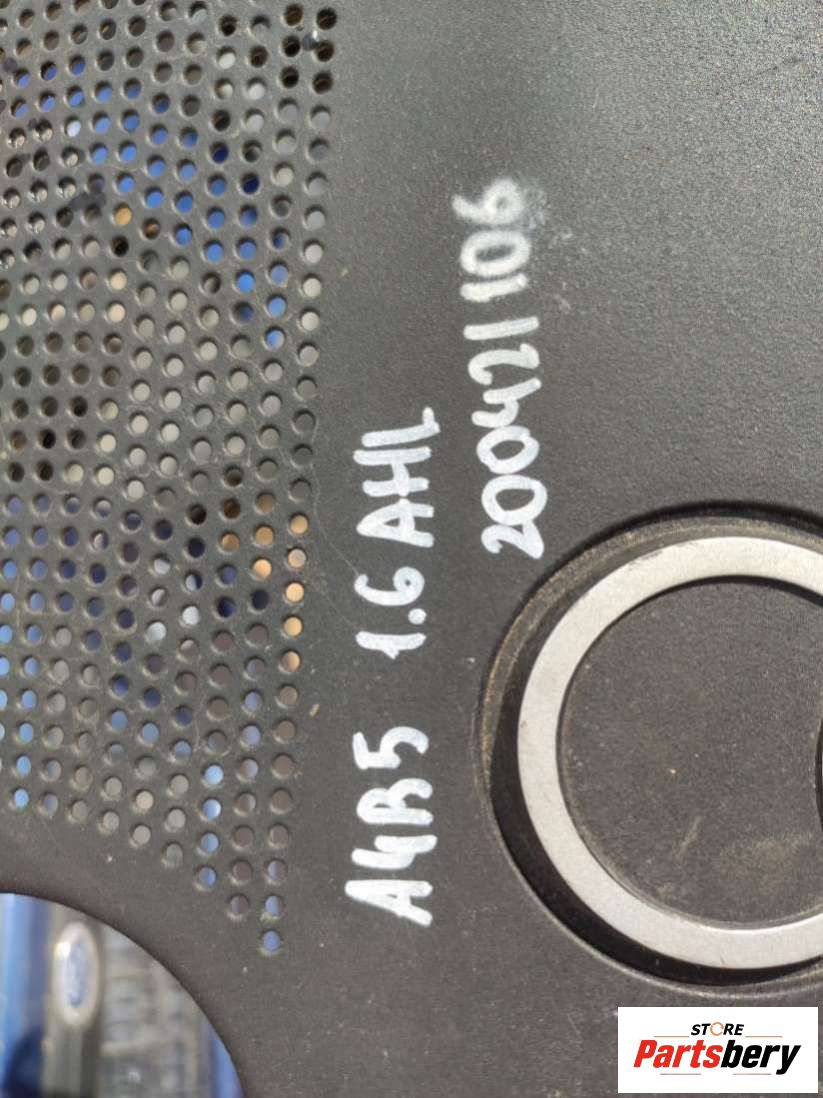 A4B5 1.6 AHL
200421106
STORE
Partsbery